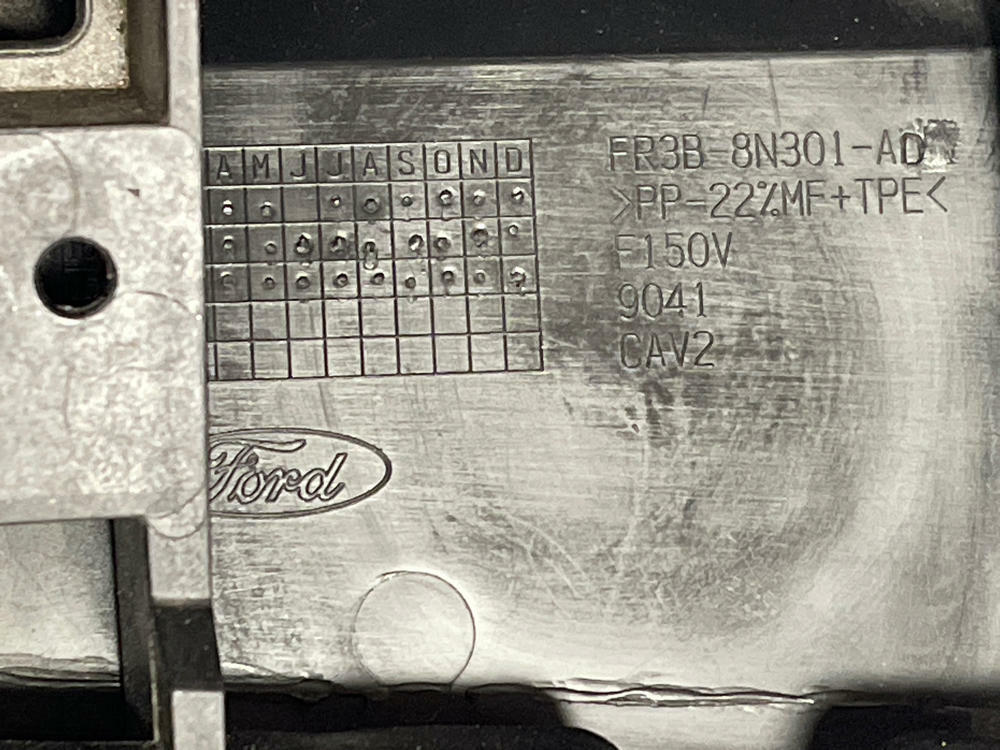 A M J J A S O N D
FR3B-8N301-AD
>PP-22%MF+TPE<
F150V
9041
CAV2
Ford